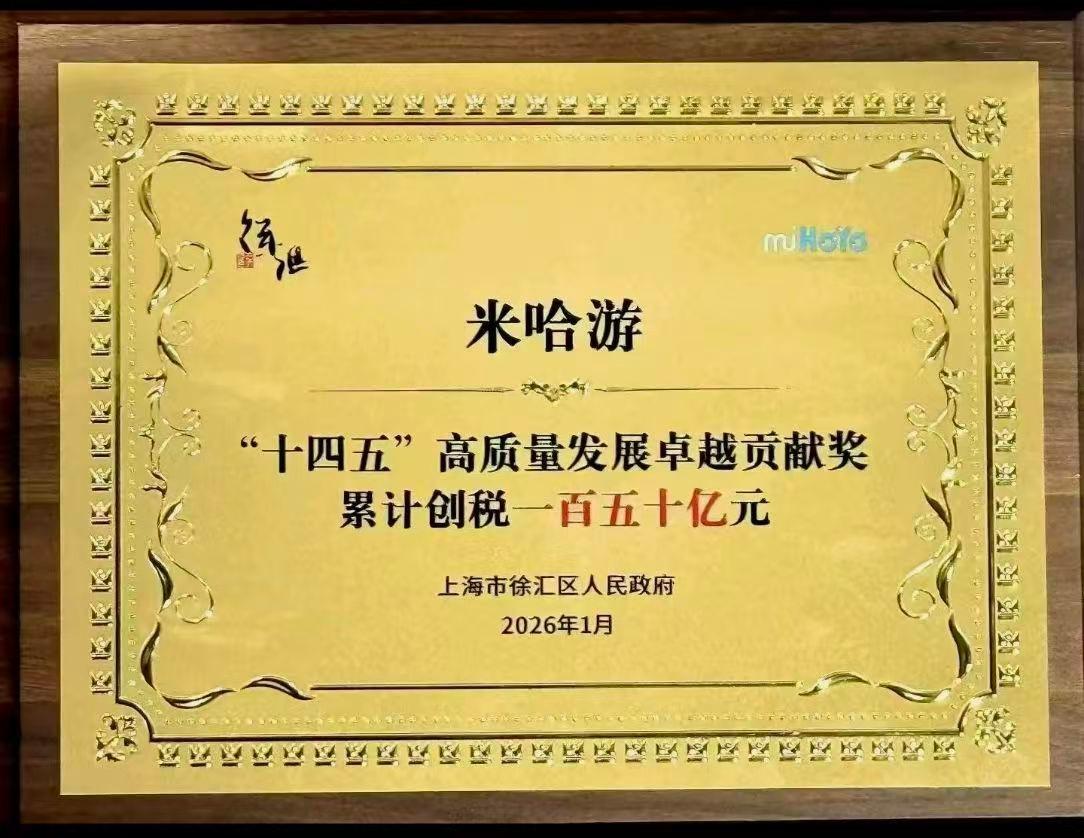 徐汇
miHoYo
米哈游
“十四五”高质量发展卓越贡献奖
累计创税一百五十亿元
上海市徐汇区人民政府
2026年1月